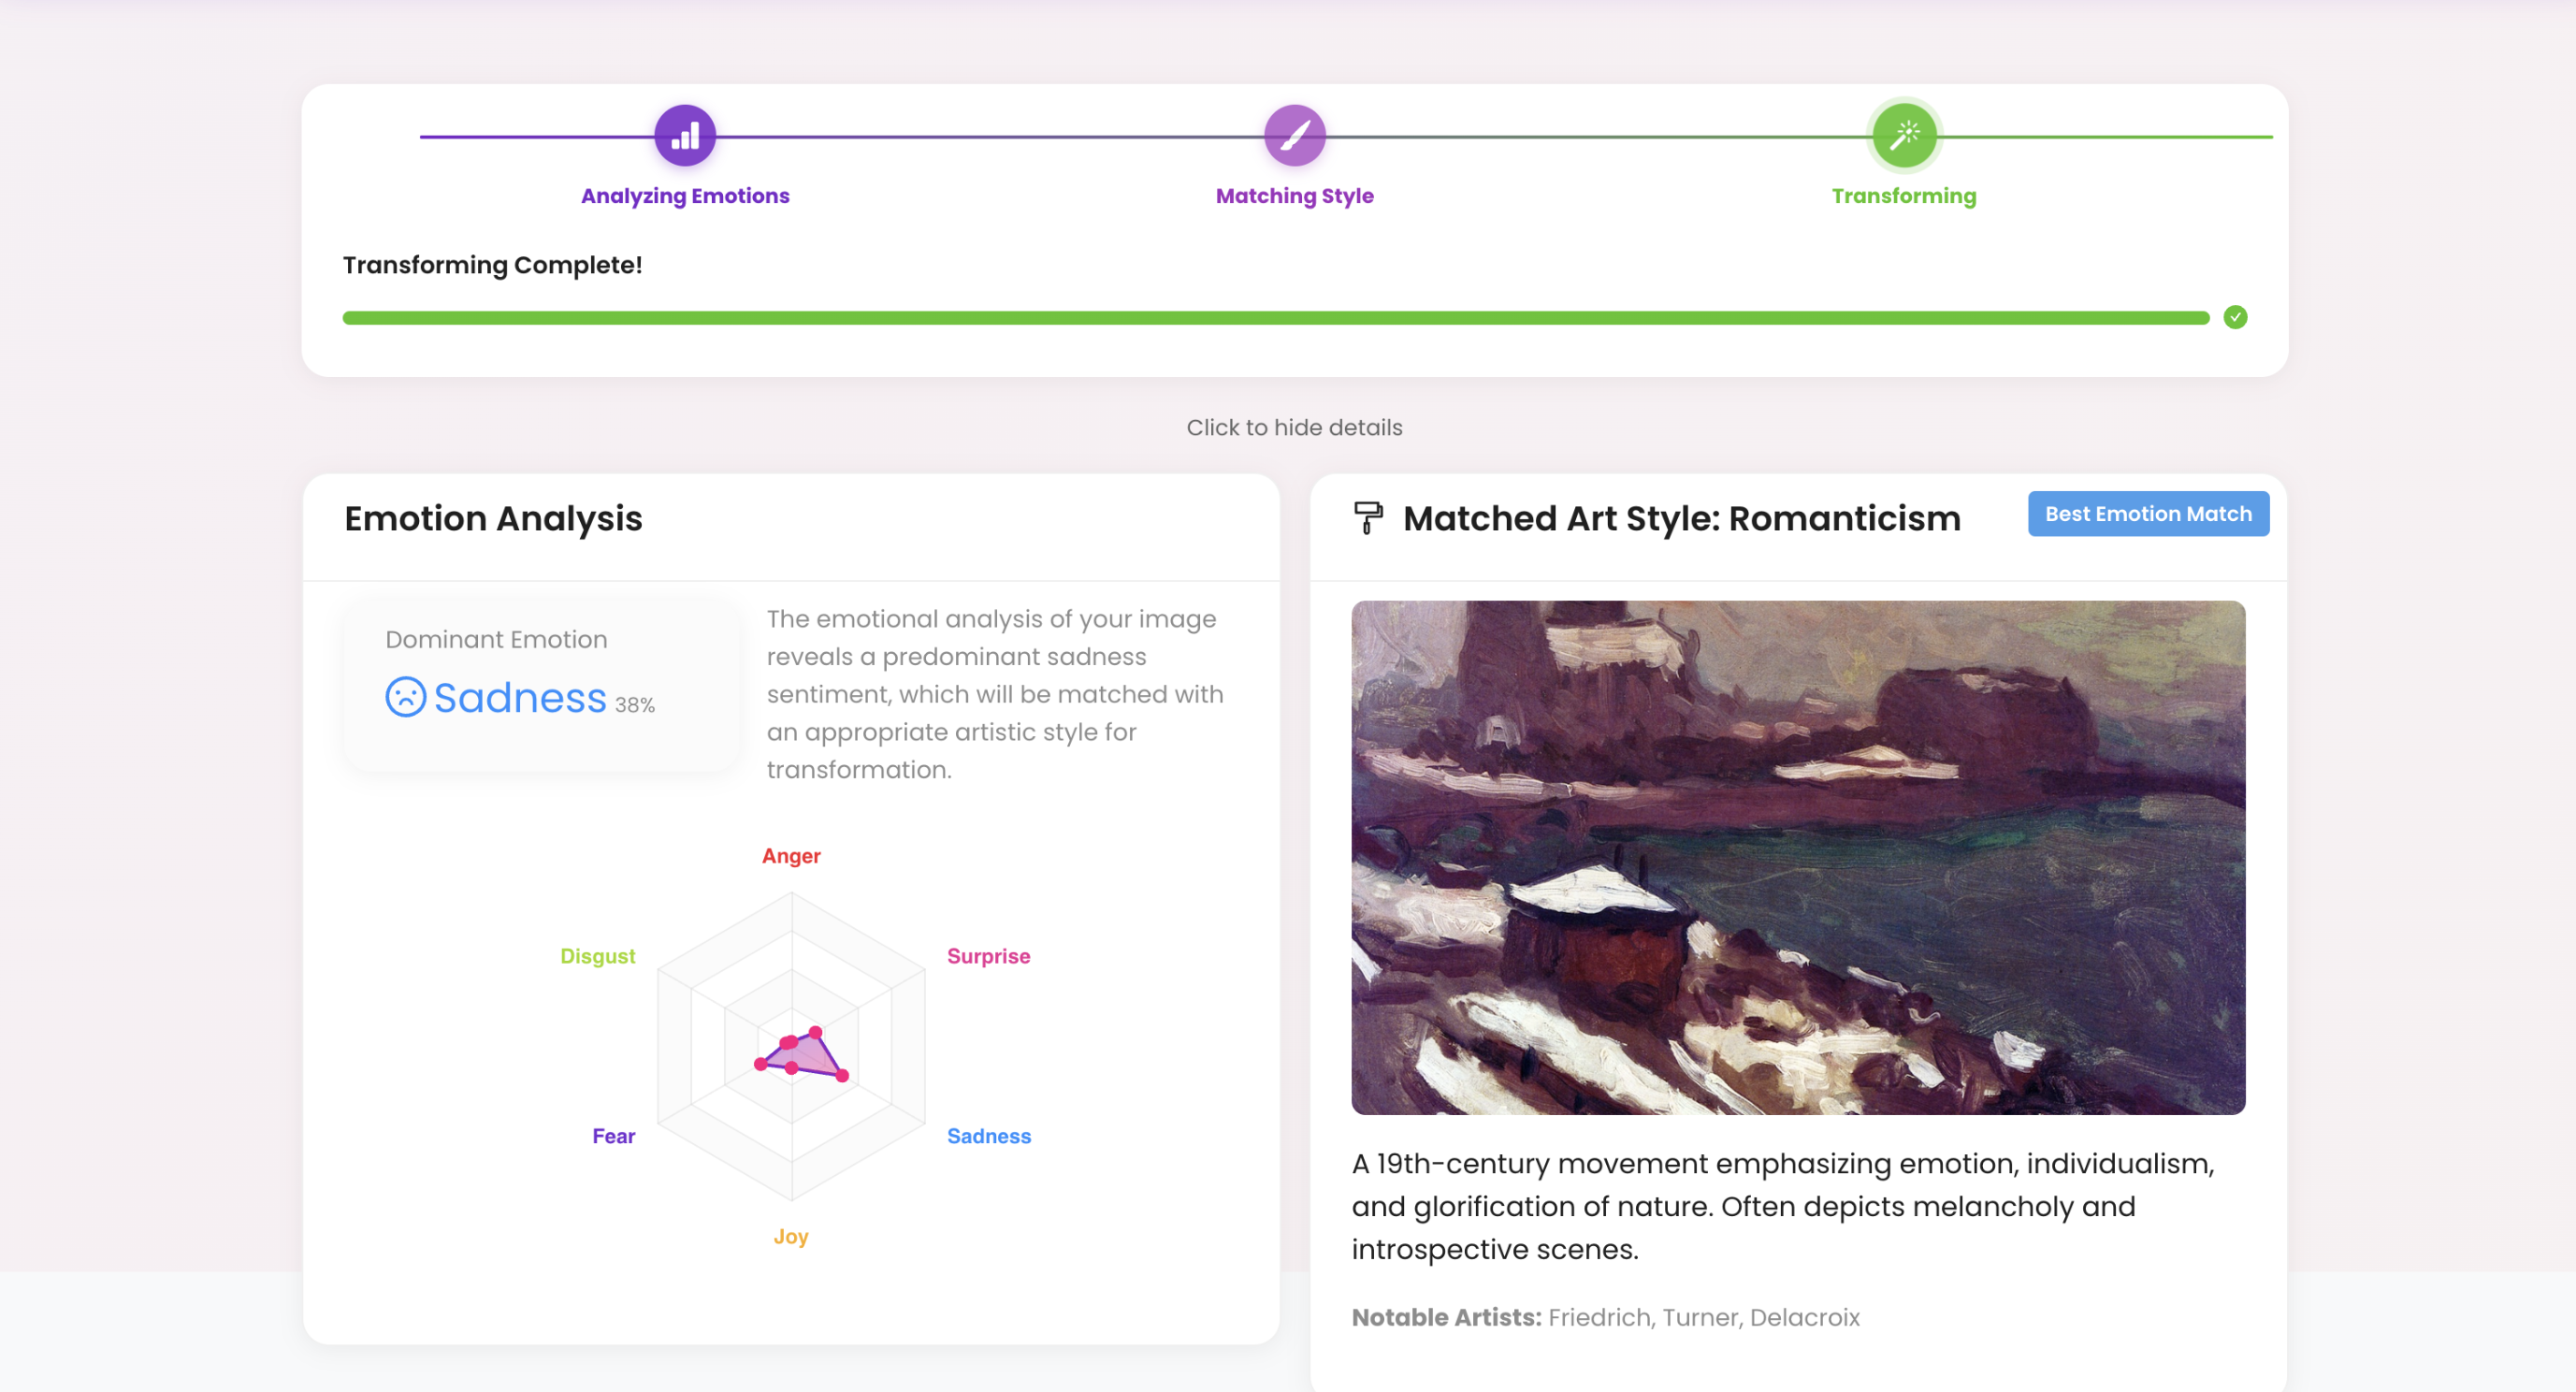 Analyzing Emotions
Matching Style
Transforming
Transforming Complete!
Click to hide details
Emotion Analysis
Dominant Emotion
Sadness 38%
The emotional analysis of your image
reveals a predominant sadness
sentiment, which will be matched with
an appropriate artistic style for
transformation.
Anger
Disgust
Surprise
Fear
Sadness
Joy
Matched Art Style: Romanticism
Best Emotion Match
A 19th-century movement emphasizing emotion, individualism,
and glorification of nature. Often depicts melancholy and
introspective scenes.
Notable Artists: Friedrich, Turner, Delacroix